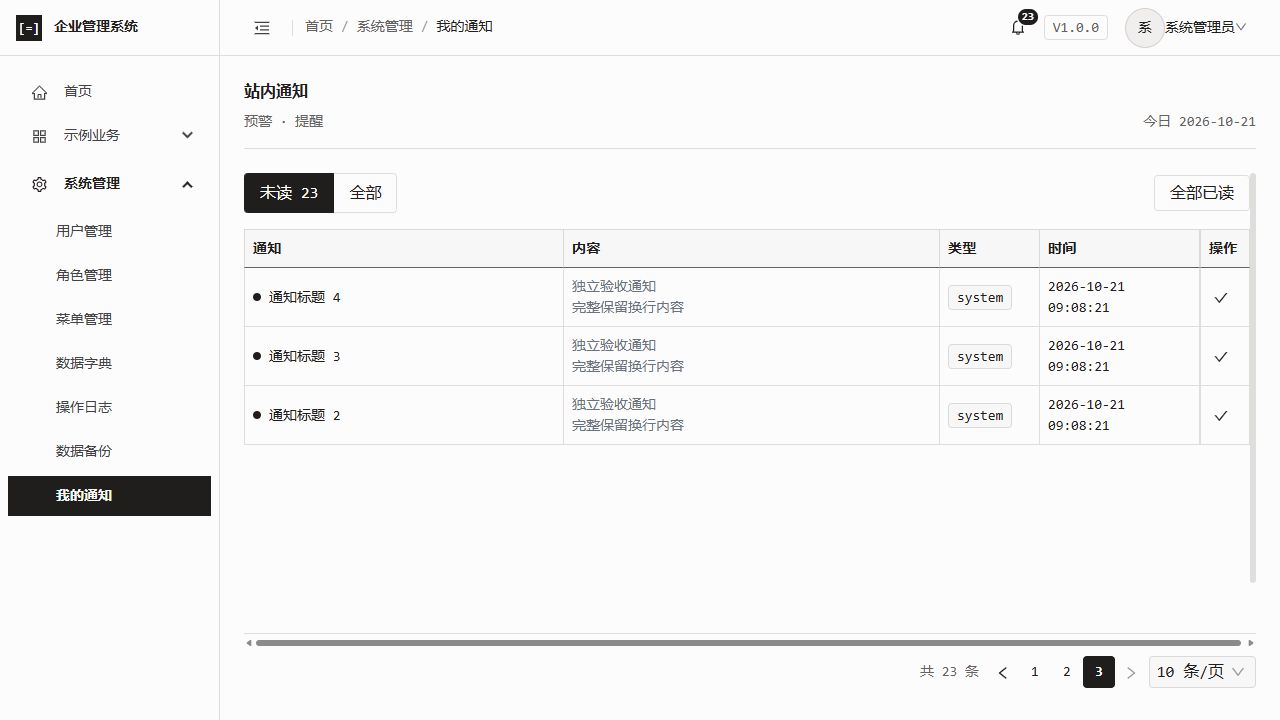 [=] 企业管理系统
首页 / 系统管理 / 我的通知
23
V1.0.0
系 系统管理员
首页
示例业务
系统管理
用户管理
角色管理
菜单管理
数据字典
操作日志
数据备份
我的通知
站内通知
预警 · 提醒
今日 2026-10-21
未读 23 全部
全部已读
通知 内容 类型 时间 操作
通知标题 4
独立验收通知
完整保留换行内容
system
2026-10-21
09:08:21
通知标题 3
独立验收通知
完整保留换行内容
system
2026-10-21
09:08:21
通知标题 2
独立验收通知
完整保留换行内容
system
2026-10-21
09:08:21
共 23 条 1 2 3 10 条/页